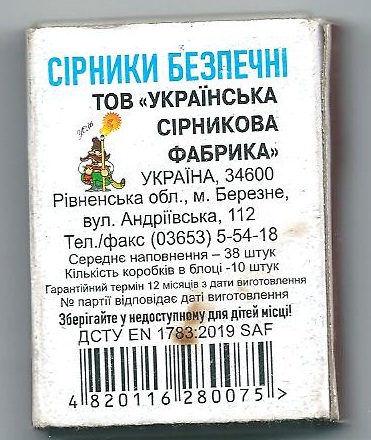 СІРНИКИ БЕЗПЕЧНІ
ТОВ «УКРАЇНСЬКА
СІРНИКОВА
ФАБРИКА»
УКРАЇНА, 34600
Рівненська обл., м. Березне,
вул. Андріївська, 112
Тел./факс (03653) 5-54-18
Середнє наповнення – 38 штук
Кількість коробків в блоці -10 штук
Гарантійний термін 12 місяців з дати виготовлення
№ партії відповідає даті виготовлення
Зберігайте у недоступному для дітей місці!
ДСТУ EN 1783:2019 SAF
4 820116 280075 >